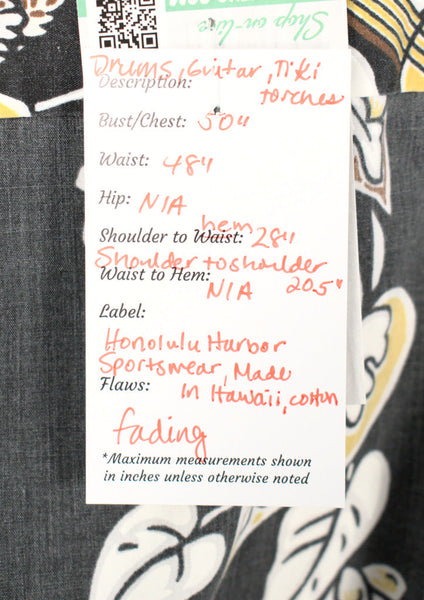 Shop on-line
Drums, Guitar, Tiki
Description: torches
Bust/Chest: 50"
Waist: 48"
Hip: N/A
hem
Shoulder to Waist: 28"
Shoulder to shoulder
Waist to Hem: 20.5"
N/A
Label:
Honolulu Harbor
Sportswear, Made
Flaws: in Hawaii, cotton
fading
*Maximum measurements shown
in inches unless otherwise noted